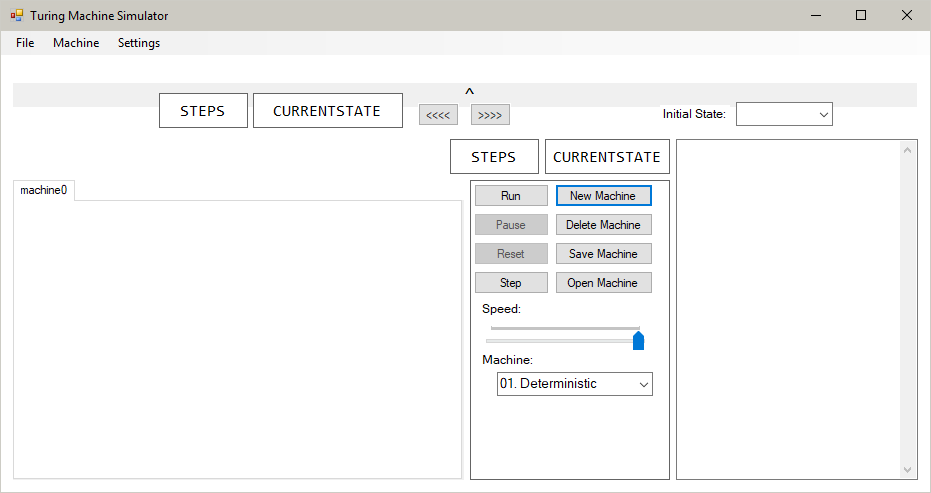 Turing Machine Simulator
File Machine Settings
^
STEPS CURRENTSTATE <<<< >>>> Initial State:
STEPS CURRENTSTATE
machine0
Run New Machine
Pause Delete Machine
Reset Save Machine
Step Open Machine
Speed:
Machine:
01. Deterministic